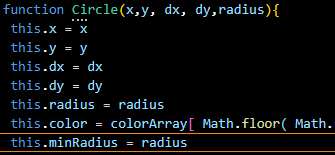 function Circle(x,y, dx, dy,radius){
this.x = x
this.y = y
this.dx = dx
this.dy = dy
this.radius = radius
this.color = colorArray[ Math.floor( Math.
this.minRadius = radius